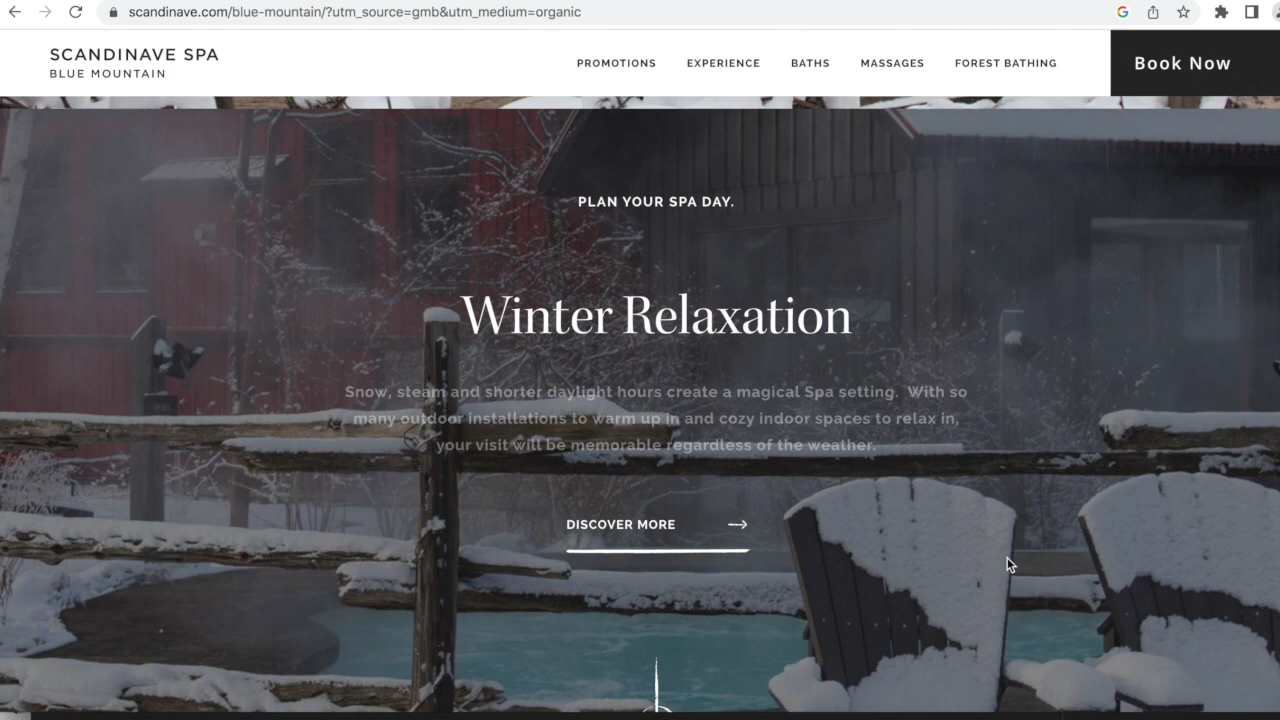 scandinave.com/blue-mountain/?utm_source=gmb&utm_medium=organic
SCANDINAVE SPA
BLUE MOUNTAIN
PROMOTIONS EXPERIENCE BATHS MASSAGES FOREST BATHING
Book Now
PLAN YOUR SPA DAY.
Winter Relaxation
Snow, steam and shorter daylight hours create a magical Spa setting. With so
many outdoor installations to warm up in and cozy indoor spaces to relax in,
your visit will be memorable regardless of the weather.
DISCOVER MORE